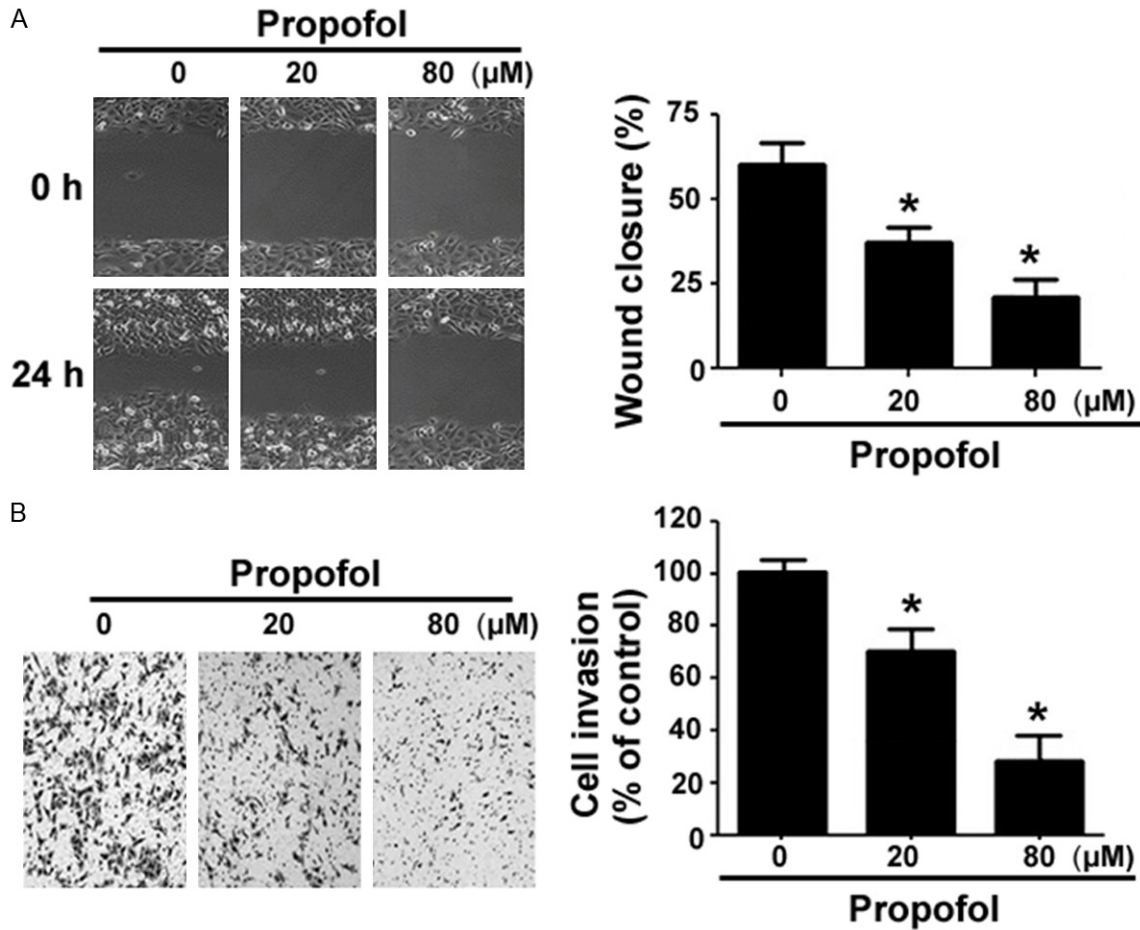 A
Propofol
0 20 80 (μM)
0 h
24 h
Wound closure (%)
75
50
25
0
*
*
0 20 80 (μM)
Propofol
B
Propofol
0 20 80 (μM)
Cell invasion
(% of control)
120
100
80
60
40
20
0
*
*
0 20 80 (μM)
Propofol